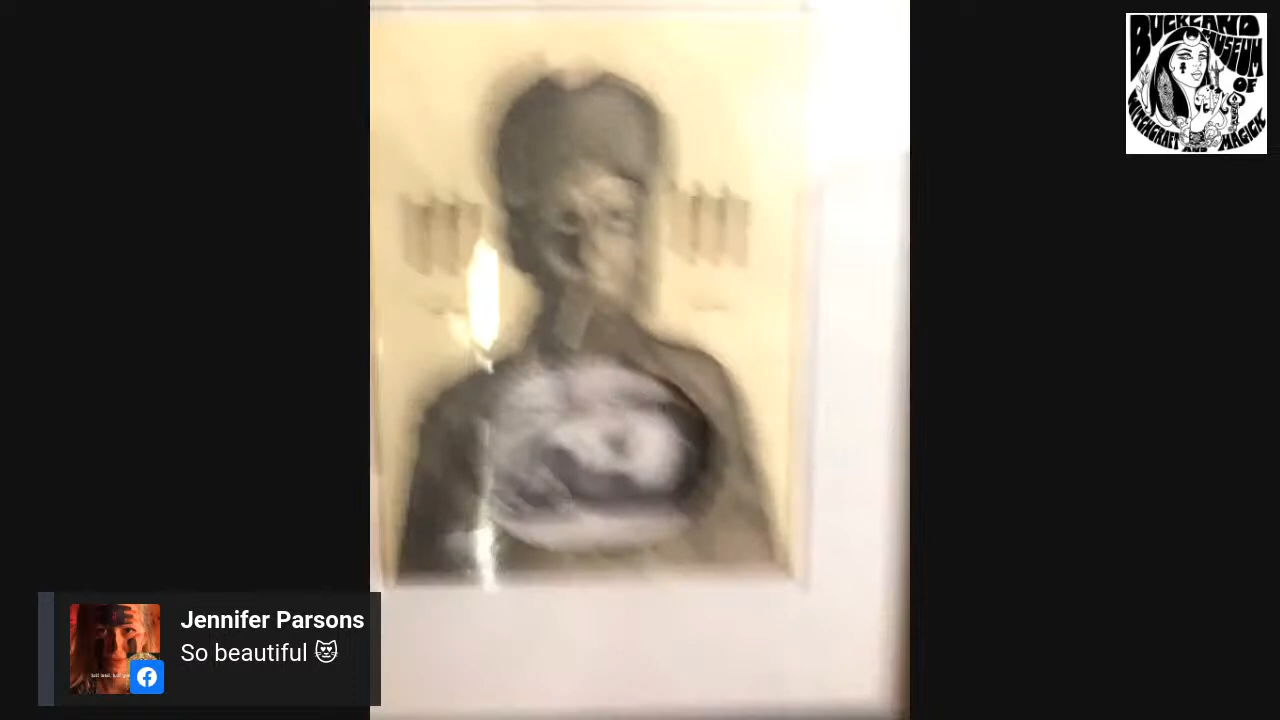 BUCKLAND
MUSEUM
OF
WITCHCRAFT
AND
MAGICK
Jennifer Parsons
So beautiful 😻